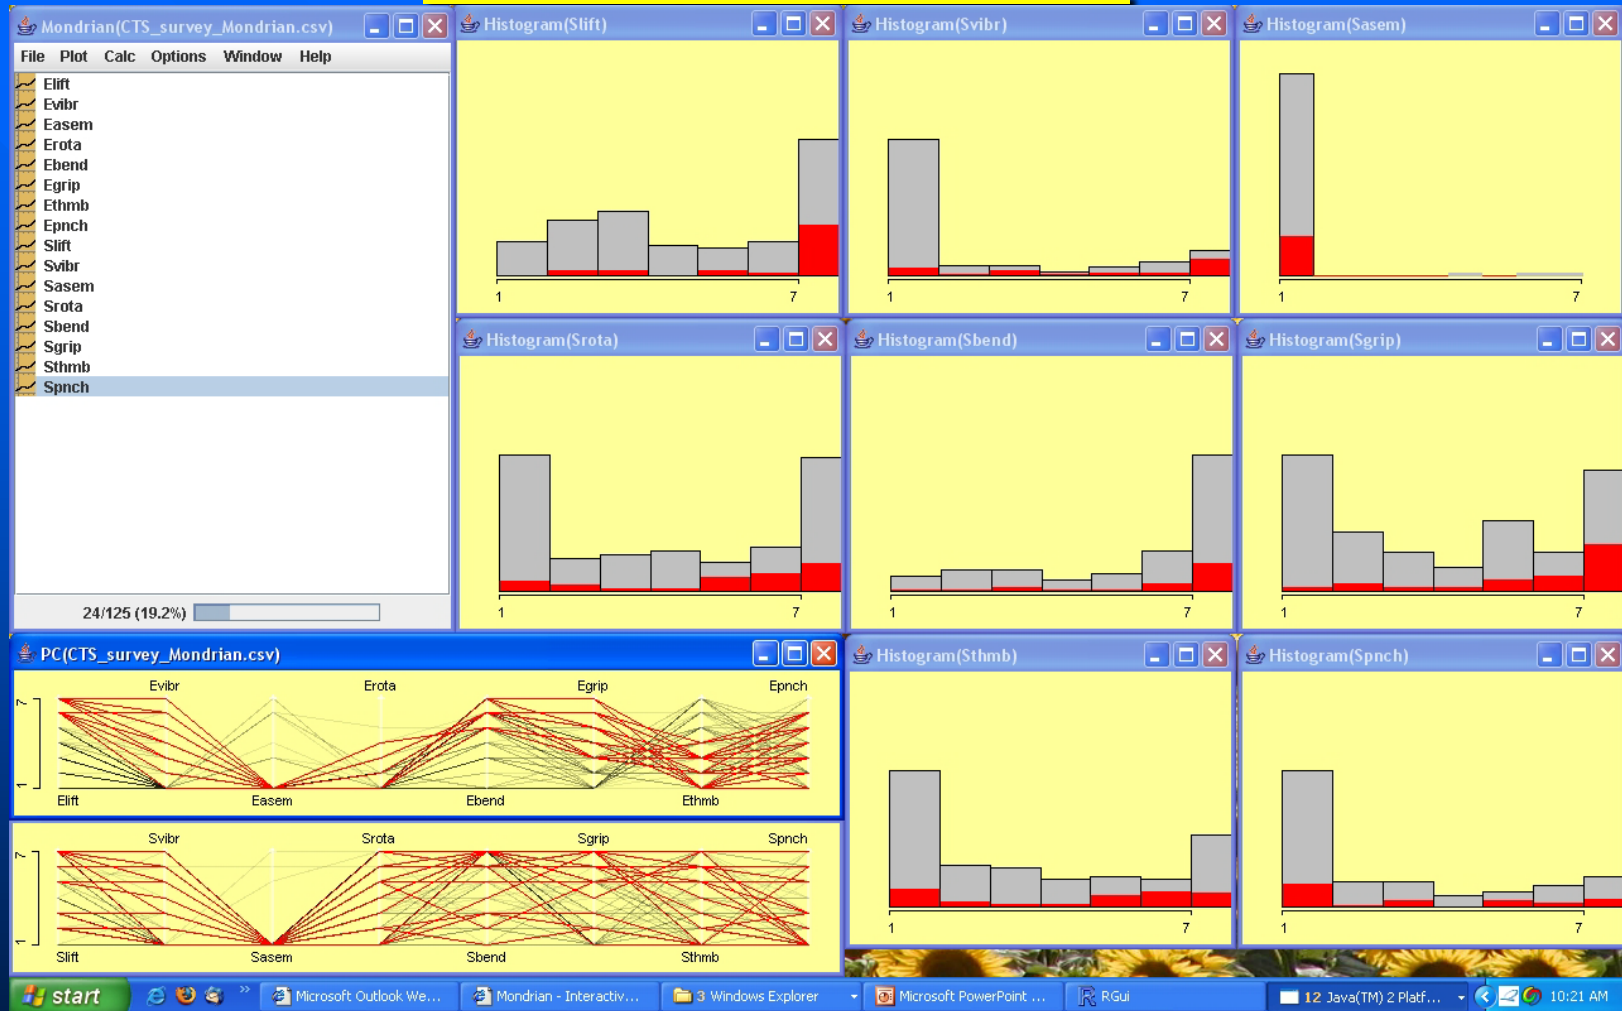 Mondrian(CTS_survey_Mondrian.csv)
File Plot Calc Options Window Help
Elift
Evibr
Easem
Erota
Ebend
Egrip
Ethmb
Epnch
Slift
Svibr
Sasem
Srota
Sbend
Sgrip
Sthmb
Spnch
24/125 (19.2%)
Histogram(Slift)
1 7
Histogram(Svibr)
1 7
Histogram(Sasem)
1 7
Histogram(Srota)
1 7
Histogram(Sbend)
1 7
Histogram(Sgrip)
1 7
PC(CTS_survey_Mondrian.csv)
Evibr Erota Egrip Epnch
7
1
Elift Easem Ebend Ethmb
Svibr Srota Sgrip Spnch
7
1
Slift Sasem Sbend Sthmb
Histogram(Sthmb)
1 7
Histogram(Spnch)
1 7
start » Microsoft Outlook We... Mondrian - Interactiv... 3 Windows Explorer Microsoft PowerPoint ... RGui 12 Java(TM) 2 Platf... 10:21 AM